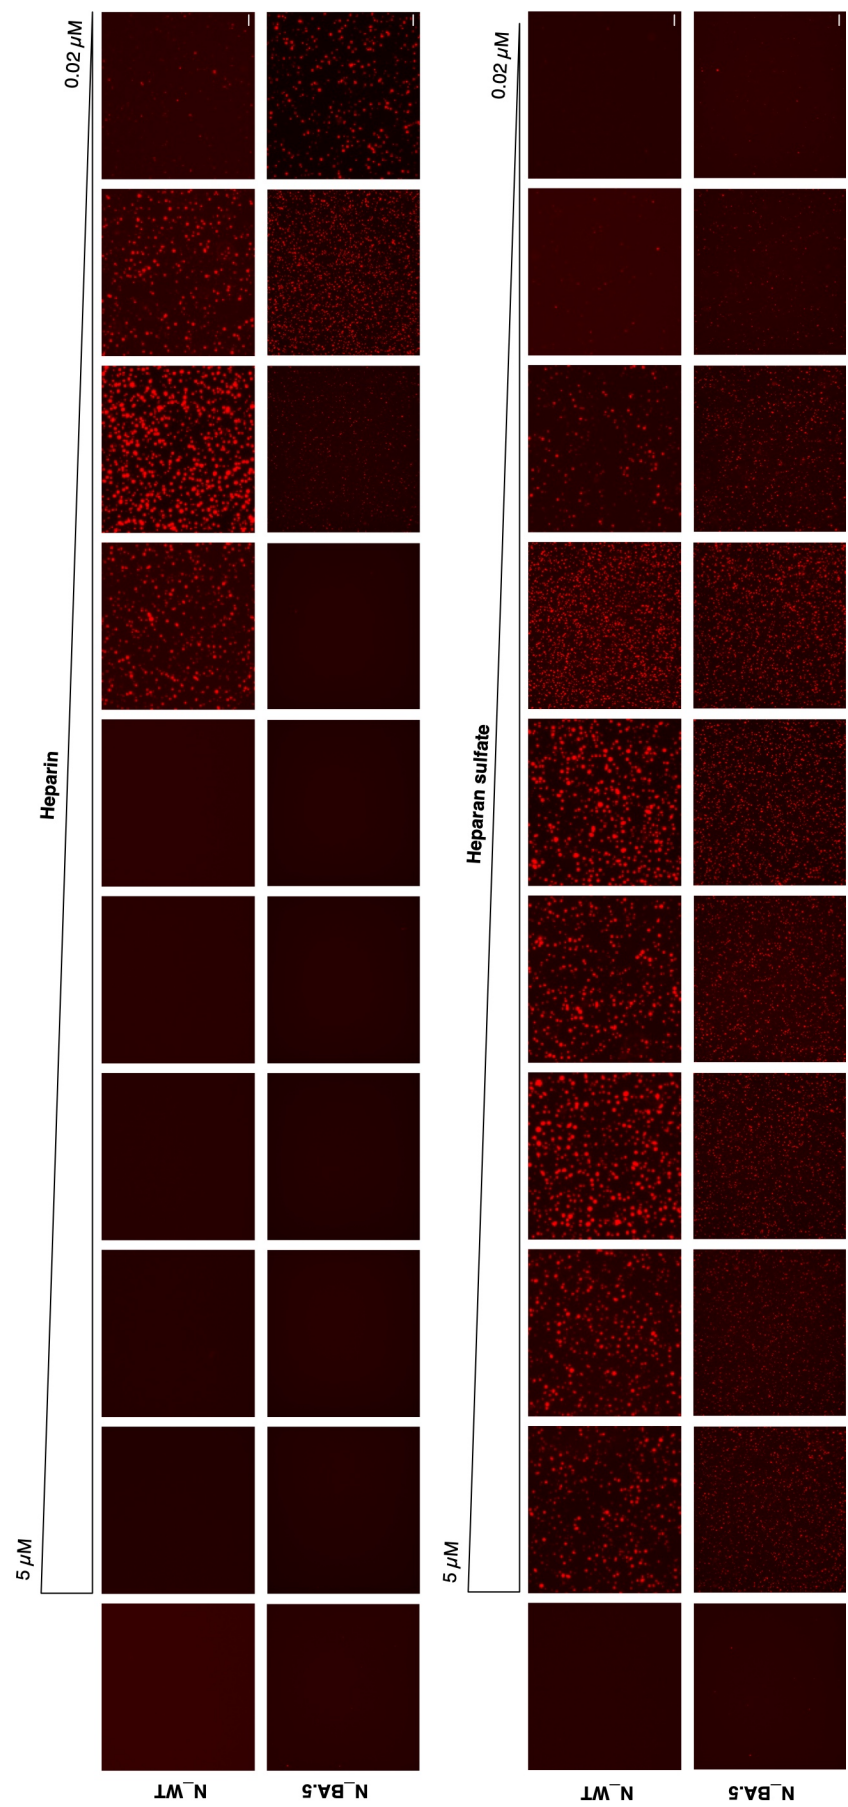 Heparin
5 μM
0.02 μM
N_WT
N_BA.5
Heparan sulfate
5 μM
0.02 μM
N_WT
N_BA.5